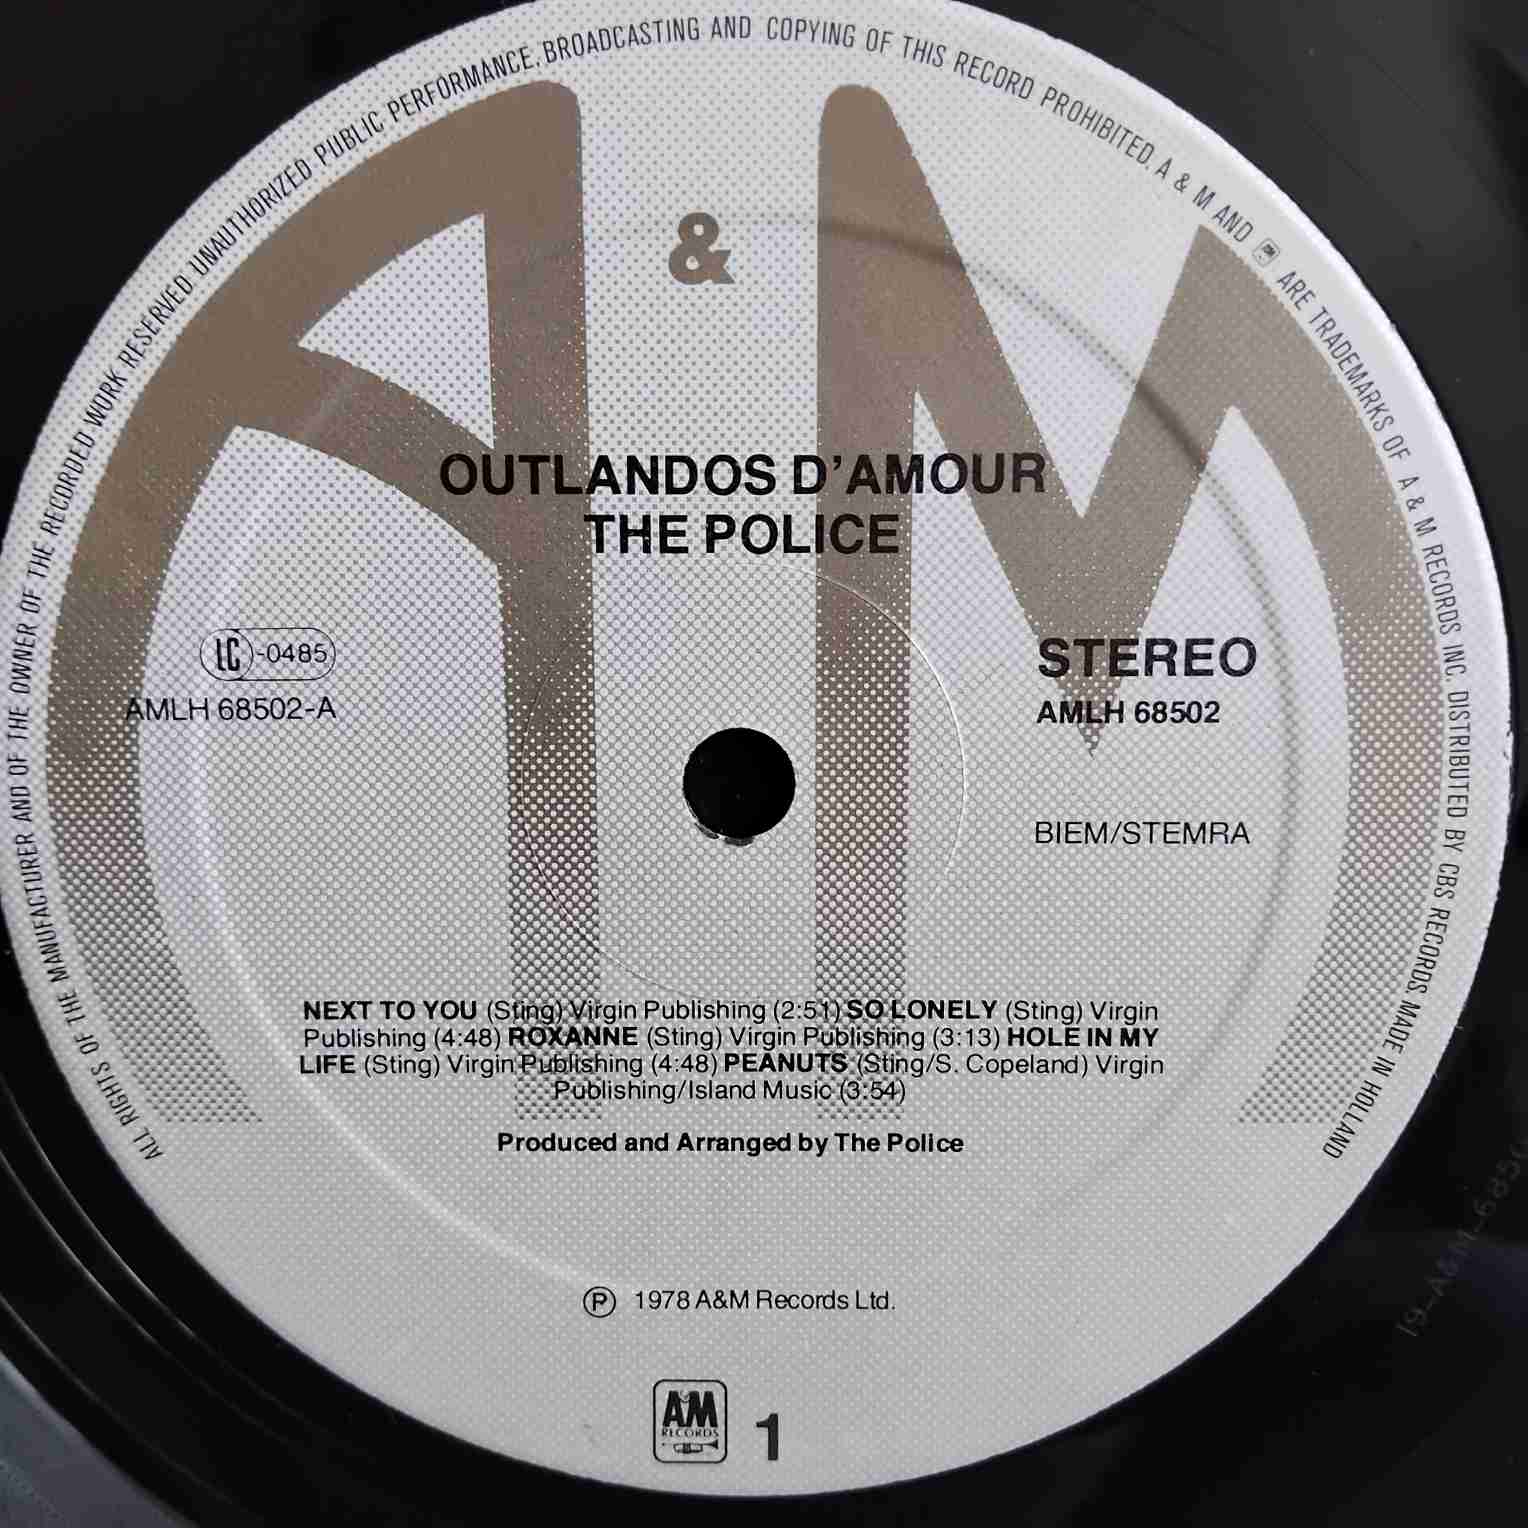 ALL RIGHTS OF THE MANUFACTURER AND OF THE OWNER OF THE RECORDED WORK RESERVED UNAUTHORIZED PUBLIC PERFORMANCE, BROADCASTING AND COPYING OF THIS RECORD PROHIBITED. A & M AND ARE TRADEMARKS OF A & M RECORDS INC. DISTRIBUTED BY CBS RECORDS. MADE IN HOLLAND
A & M
OUTLANDOS D'AMOUR
THE POLICE
LC -0485
AMLH 68502-A
STEREO
AMLH 68502
BIEM/STEMRA
NEXT TO YOU (Sting) Virgin Publishing (2:51) SO LONELY (Sting) Virgin
Publishing (4:48) ROXANNE (Sting) Virgin Publishing (3:13) HOLE IN MY
LIFE (Sting) Virgin Publishing (4:48) PEANUTS (Sting/S. Copeland) Virgin
Publishing/Island Music (3:54)
Produced and Arranged by The Police
℗ 1978 A&M Records Ltd.
A&M
RECORDS
1
19-A&M-685